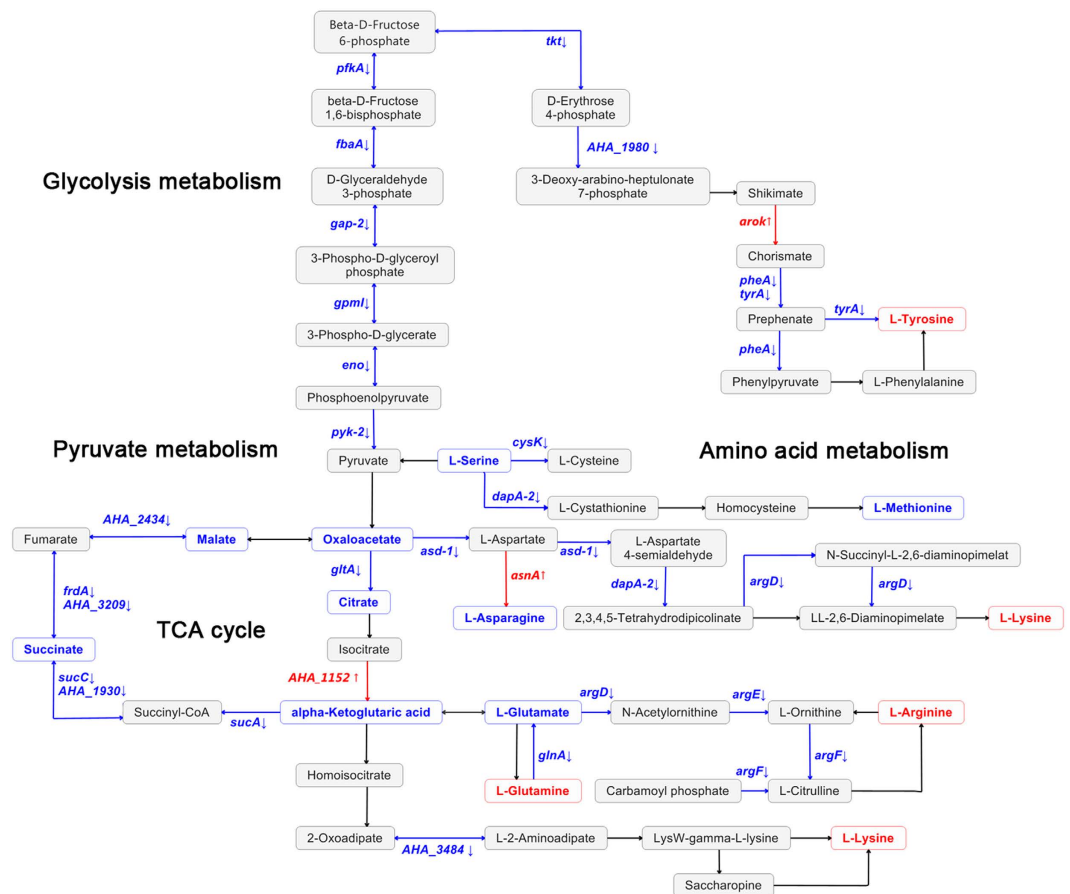 Beta-D-Fructose
6-phosphate
tkt↓
pfkA↓
beta-D-Fructose
1,6-bisphosphate
D-Erythrose
4-phosphate
fbaA↓
AHA_1980 ↓
Glycolysis metabolism
D-Glyceraldehyde
3-phosphate
3-Deoxy-arabino-heptulonate
7-phosphate
Shikimate
gap-2↓
arok↑
3-Phospho-D-glyceroyl
phosphate
Chorismate
gpmI↓
pheA↓
tyrA↓
3-Phospho-D-glycerate
Prephenate
tyrA↓
L-Tyrosine
eno↓
pheA↓
Phosphoenolpyruvate
Phenylpyruvate
L-Phenylalanine
pyk-2↓
Pyruvate metabolism
cysK↓
Amino acid metabolism
Pyruvate
L-Serine
L-Cysteine
dapA-2↓
L-Cystathionine
Homocysteine
L-Methionine
AHA_2434↓
Fumarate
Malate
Oxaloacetate
asd-1↓
L-Aspartate
asd-1↓
L-Aspartate
4-semialdehyde
N-Succinyl-L-2,6-diaminopimelat
gltA↓
asnA↑
dapA-2↓
argD↓
argD↓
frdA↓
AHA_3209↓
Citrate
L-Asparagine
2,3,4,5-Tetrahydrodipicolinate
LL-2,6-Diaminopimelate
L-Lysine
TCA cycle
Succinate
Isocitrate
sucC↓
AHA_1930↓
AHA_1152 ↑
argD↓
argE↓
Succinyl-CoA
sucA↓
alpha-Ketoglutaric acid
L-Glutamate
N-Acetylornithine
L-Ornithine
L-Arginine
glnA↓
argF↓
Homoisocitrate
argF↓
L-Glutamine
Carbamoyl phosphate
L-Citrulline
2-Oxoadipate
AHA_3484 ↓
L-2-Aminoadipate
LysW-gamma-L-lysine
L-Lysine
Saccharopine